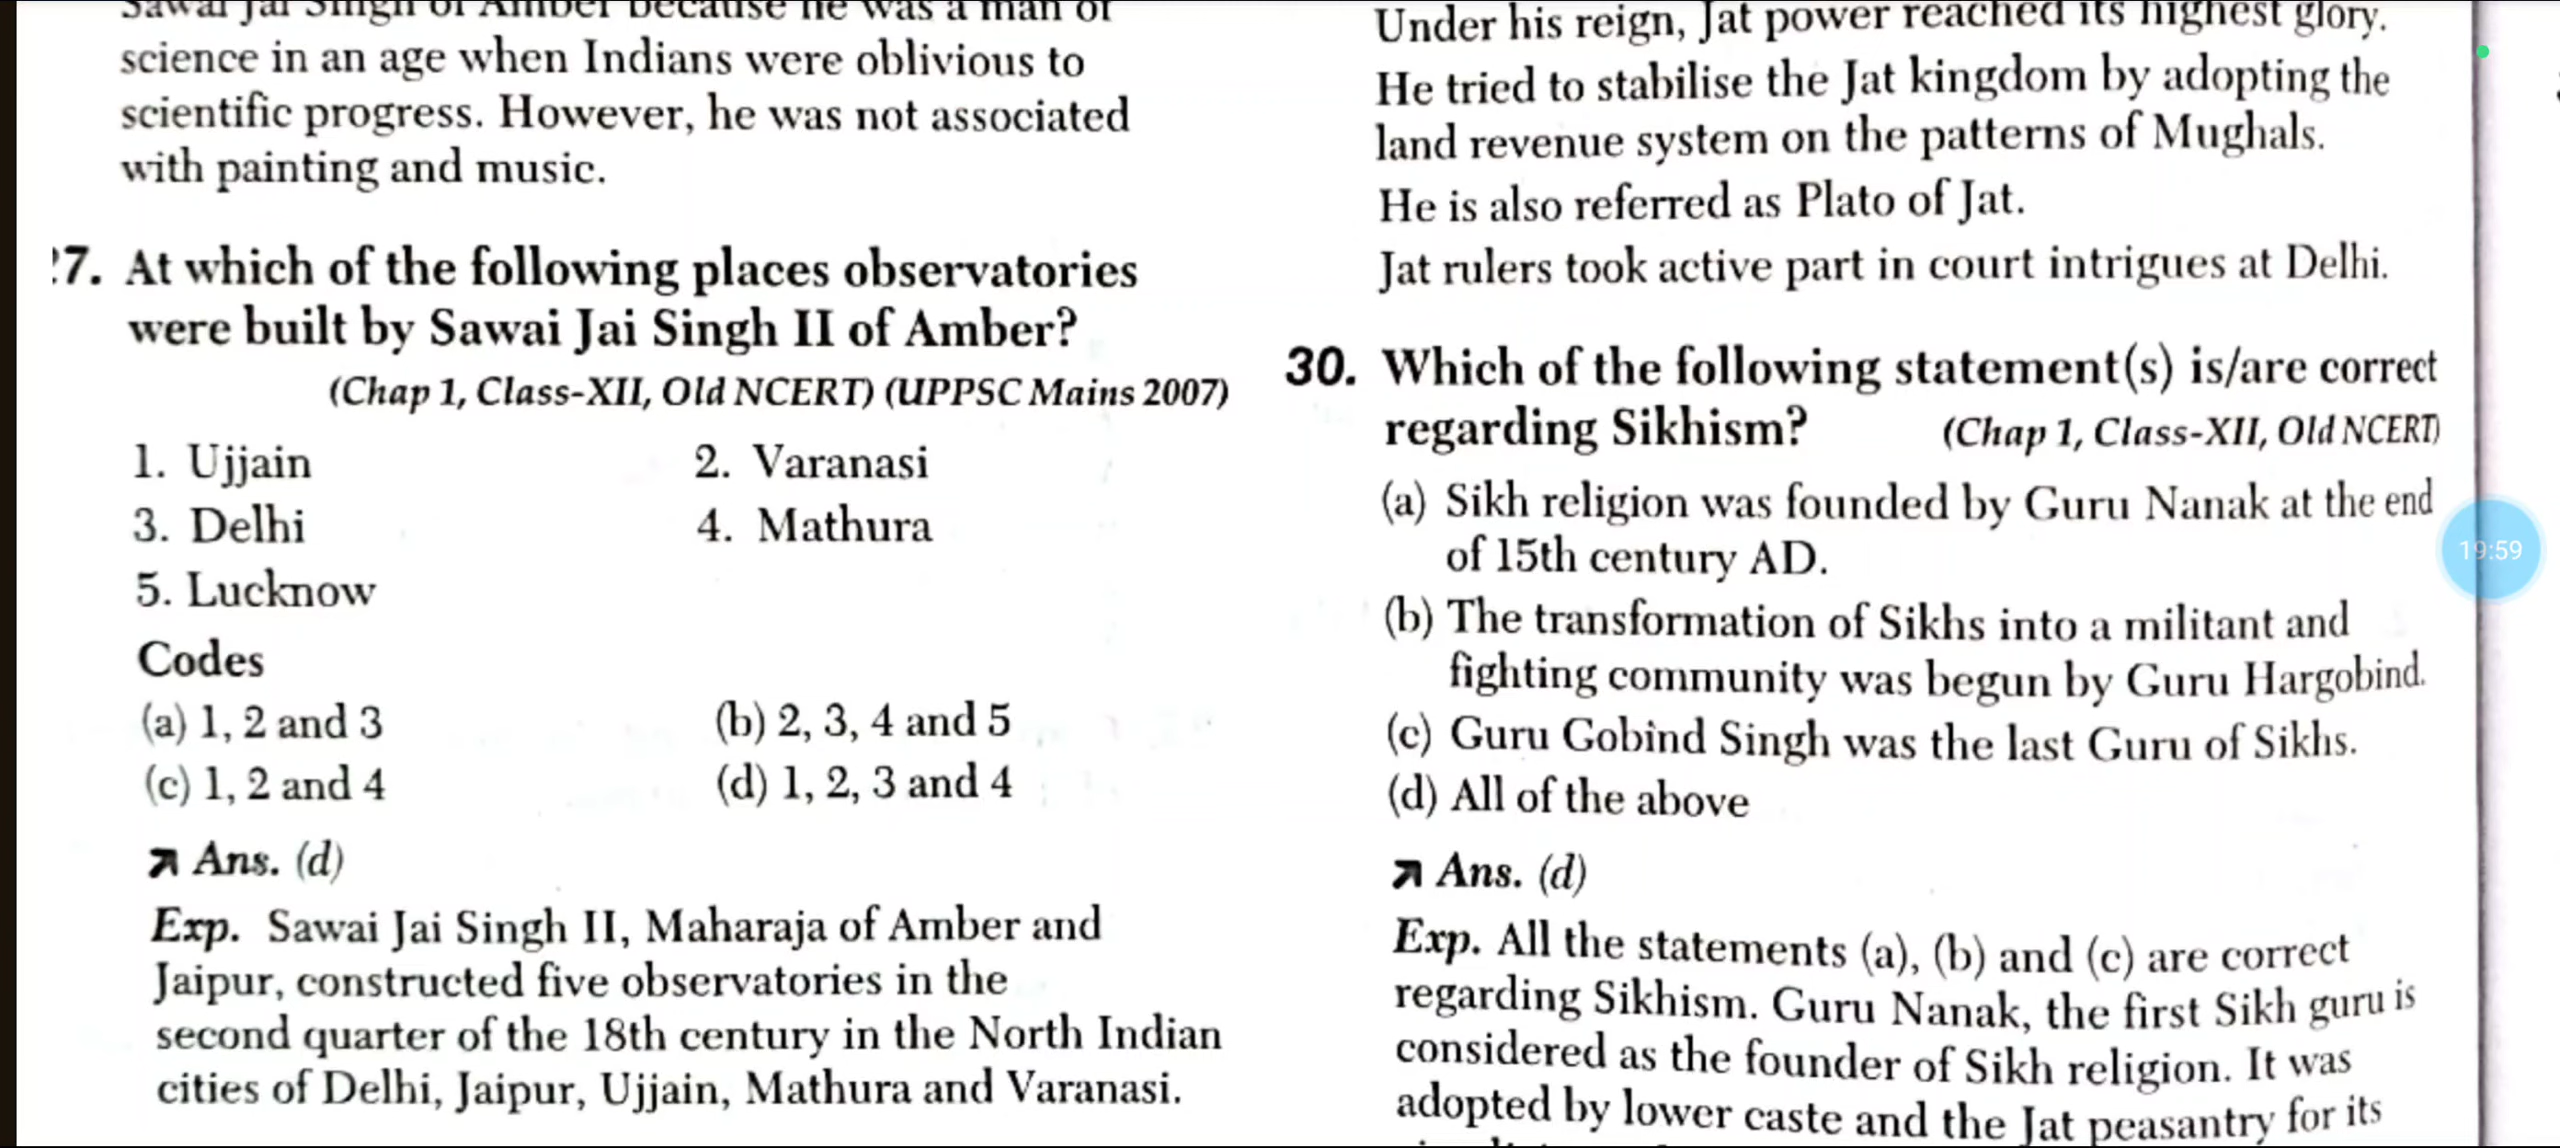 Sawai Jai Singh of Amber because he was a man of
science in an age when Indians were oblivious to
scientific progress. However, he was not associated
with painting and music.
7. At which of the following places observatories
were built by Sawai Jai Singh II of Amber?
(Chap 1, Class-XII, Old NCERT) (UPPSC Mains 2007)
1. Ujjain 2. Varanasi
3. Delhi 4. Mathura
5. Lucknow
Codes
(a) 1, 2 and 3 (b) 2, 3, 4 and 5
(c) 1, 2 and 4 (d) 1, 2, 3 and 4
Ans. (d)
Exp. Sawai Jai Singh II, Maharaja of Amber and
Jaipur, constructed five observatories in the
second quarter of the 18th century in the North Indian
cities of Delhi, Jaipur, Ujjain, Mathura and Varanasi.
Under his reign, Jat power reached its highest glory.
He tried to stabilise the Jat kingdom by adopting the
land revenue system on the patterns of Mughals.
He is also referred as Plato of Jat.
Jat rulers took active part in court intrigues at Delhi.
30. Which of the following statement(s) is/are correct
regarding Sikhism? (Chap 1, Class-XII, Old NCERT)
(a) Sikh religion was founded by Guru Nanak at the end
of 15th century AD.
(b) The transformation of Sikhs into a militant and
fighting community was begun by Guru Hargobind.
(c) Guru Gobind Singh was the last Guru of Sikhs.
(d) All of the above
Ans. (d)
Exp. All the statements (a), (b) and (c) are correct
regarding Sikhism. Guru Nanak, the first Sikh guru is
considered as the founder of Sikh religion. It was
adopted by lower caste and the Jat peasantry for its
19:59